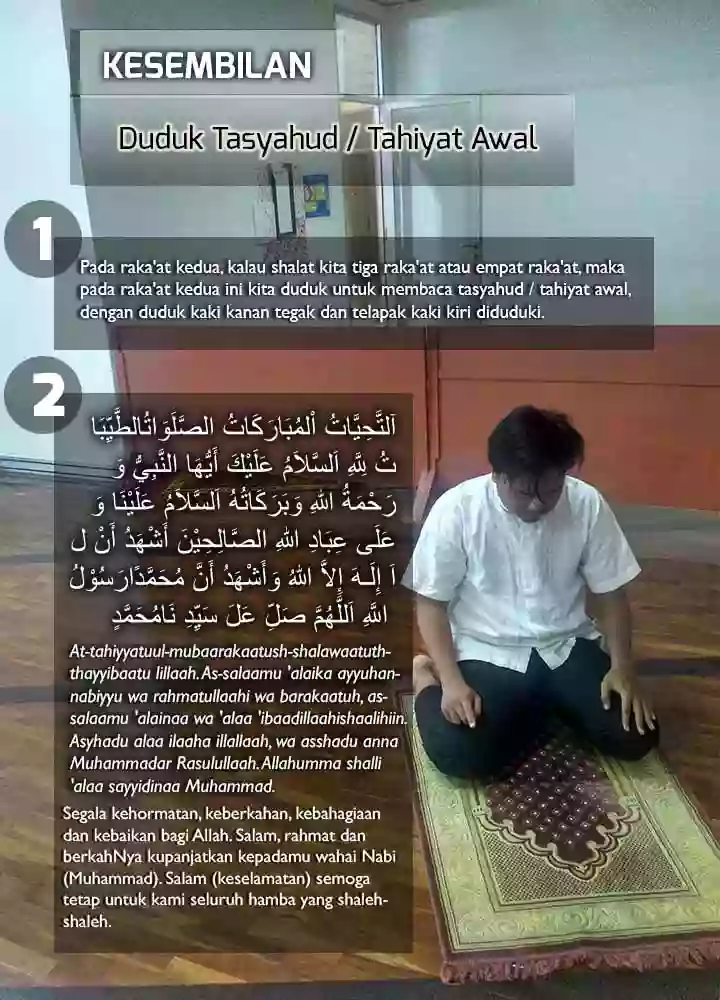 KESEMBILAN
Duduk Tasyahud / Tahiyat Awal
1
Pada raka'at kedua, kalau shalat kita tiga raka'at atau empat raka'at, maka
pada raka'at kedua ini kita duduk untuk membaca tasyahud / tahiyat awal,
dengan duduk kaki kanan tegak dan telapak kaki kiri diduduki.
2
اَلتَّحِيَّاتُ اْلمُبَارَكَاتُ الصَّلَوَاتُالطَّيِّبَا
تُ لِلَّهِ اَلسَّلاَمُ عَلَيْكَ أَيُّهَا النَّبِيُّ وَ
رَحْمَةُ اللهِ وَبَرَكَاتُهُ اَلسَّلاَمُ عَلَيْنَا وَ
عَلَى عِبَادِ اللهِ الصَّالِحِيْنَ أَشْهَدُ أَنْ ل
اَ إِلَـهَ إِلاَّ اللهُ وَأَشْهَدُ أَنَّ مُحَمَّدًارَسُوْلُ
اللَّهِ اَللَّهُمَّ صَلِّ عَلَ سَيِّدِ نَامُحَمَّدٍ
At-tahiyyatuul-mubaarakaatush-shalawaatuth-
thayyibaatu lillaah. As-salaamu 'alaika ayyuhan-
nabiyyu wa rahmatullaahi wa barakaatuh, as-
salaamu 'alainaa wa 'alaa 'ibaadillaahishaalihiin.
Asyhadu alaa ilaaha illallaah, wa asshadu anna
Muhammadar Rasulullaah. Allahumma shalli
'alaa sayyidinaa Muhammad.
Segala kehormatan, keberkahan, kebahagiaan
dan kebaikan bagi Allah. Salam, rahmat dan
berkahNya kupanjatkan kepadamu wahai Nabi
(Muhammad). Salam (keselamatan) semoga
tetap untuk kami seluruh hamba yang shaleh-
shaleh.